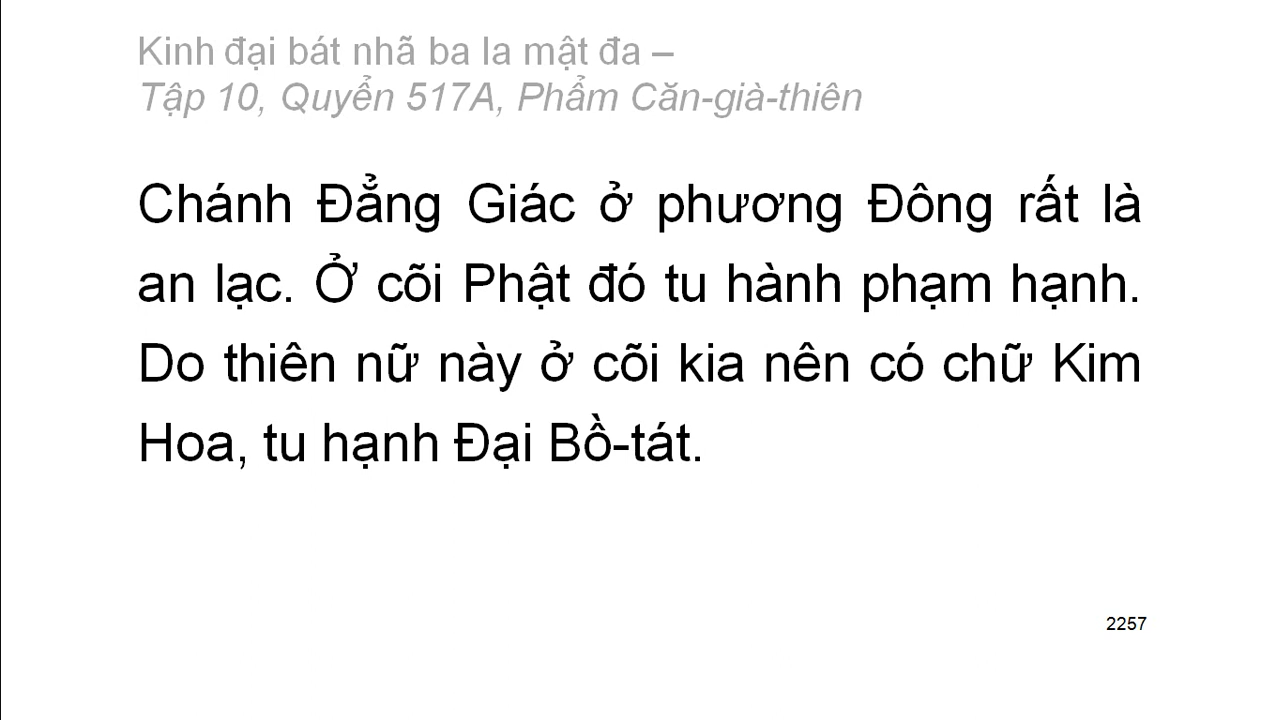 Kinh đại bát nhã ba la mật đa –
Tập 10, Quyển 517A, Phẩm Căn-già-thiên
Chánh Đẳng Giác ở phương Đông rất là
an lạc. Ở cõi Phật đó tu hành phạm hạnh.
Do thiên nữ này ở cõi kia nên có chữ Kim
Hoa, tu hạnh Đại Bồ-tát.
2257